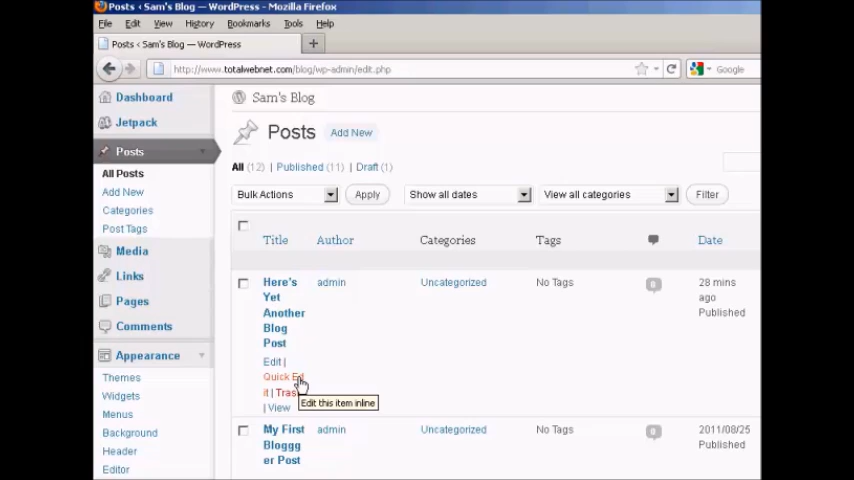 Posts ‹ Sam's Blog — WordPress - Mozilla Firefox
File Edit View History Bookmarks Tools Help
Posts ‹ Sam's Blog — WordPress
http://www.totalwebnet.com/blog/wp-admin/edit.php
Google
Dashboard
Jetpack
Posts
All Posts
Add New
Categories
Post Tags
Media
Links
Pages
Comments
Appearance
Themes
Widgets
Menus
Background
Header
Editor
Sam's Blog
Posts Add New
All (12) | Published (11) | Draft (1)
Bulk Actions Apply Show all dates View all categories Filter
Title Author Categories Tags Date
Here's
Yet
Another
Blog
Post
admin Uncategorized No Tags 0
28 mins
ago
Published
Edit |
Quick Ed
it | Tras
| View
Edit this item inline
My First
Bloggg
er Post
admin Uncategorized No Tags 0
2011/08/25
Published